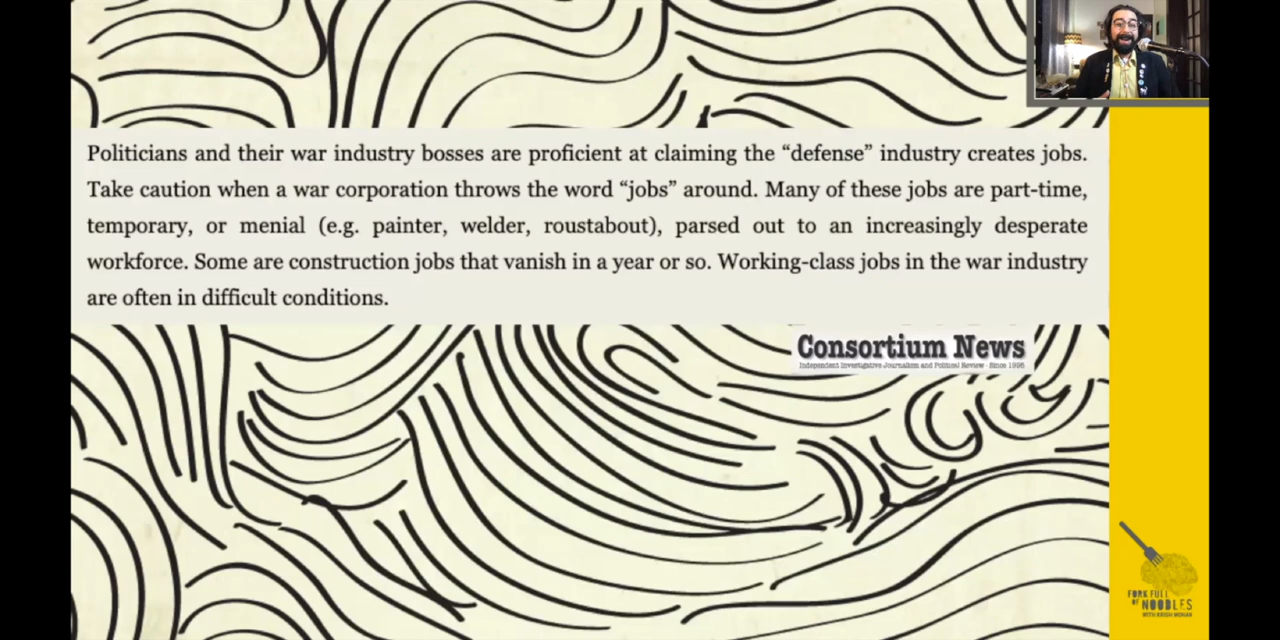 Politicians and their war industry bosses are proficient at claiming the “defense” industry creates jobs.
Take caution when a war corporation throws the word “jobs” around. Many of these jobs are part-time,
temporary, or menial (e.g. painter, welder, roustabout), parsed out to an increasingly desperate
workforce. Some are construction jobs that vanish in a year or so. Working-class jobs in the war industry
are often in difficult conditions.
Consortium News
Independent Investigative Journalism and Political Review - Since 1995
FORK FULL
OF NOODLES
WITH KRISH MOHAN